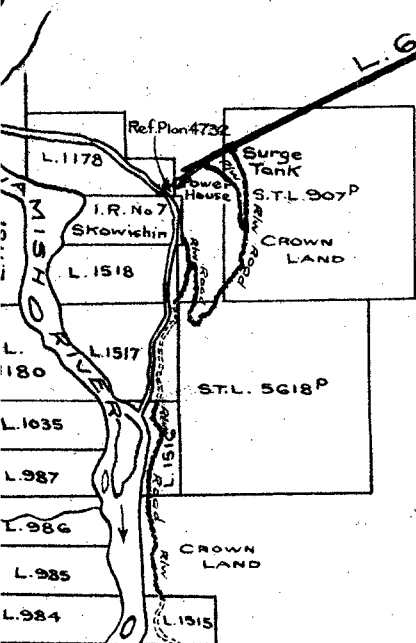 L. 6
Ref. Plan 4732
L. 1178
Surge
Tank
Power
House
S.T.L. 907ᴾ
I.R. No 7
Skowishin
R/W Road
CROWN
LAND
L. 1518
R/W Road
MISH RIVER
L. 1517
L.
1180
S.T.L. 5618ᴾ
L.1035
L. 1516
L.987
R/W Road R/W
L.986
CROWN
LAND
L.985
L.984
L.1515